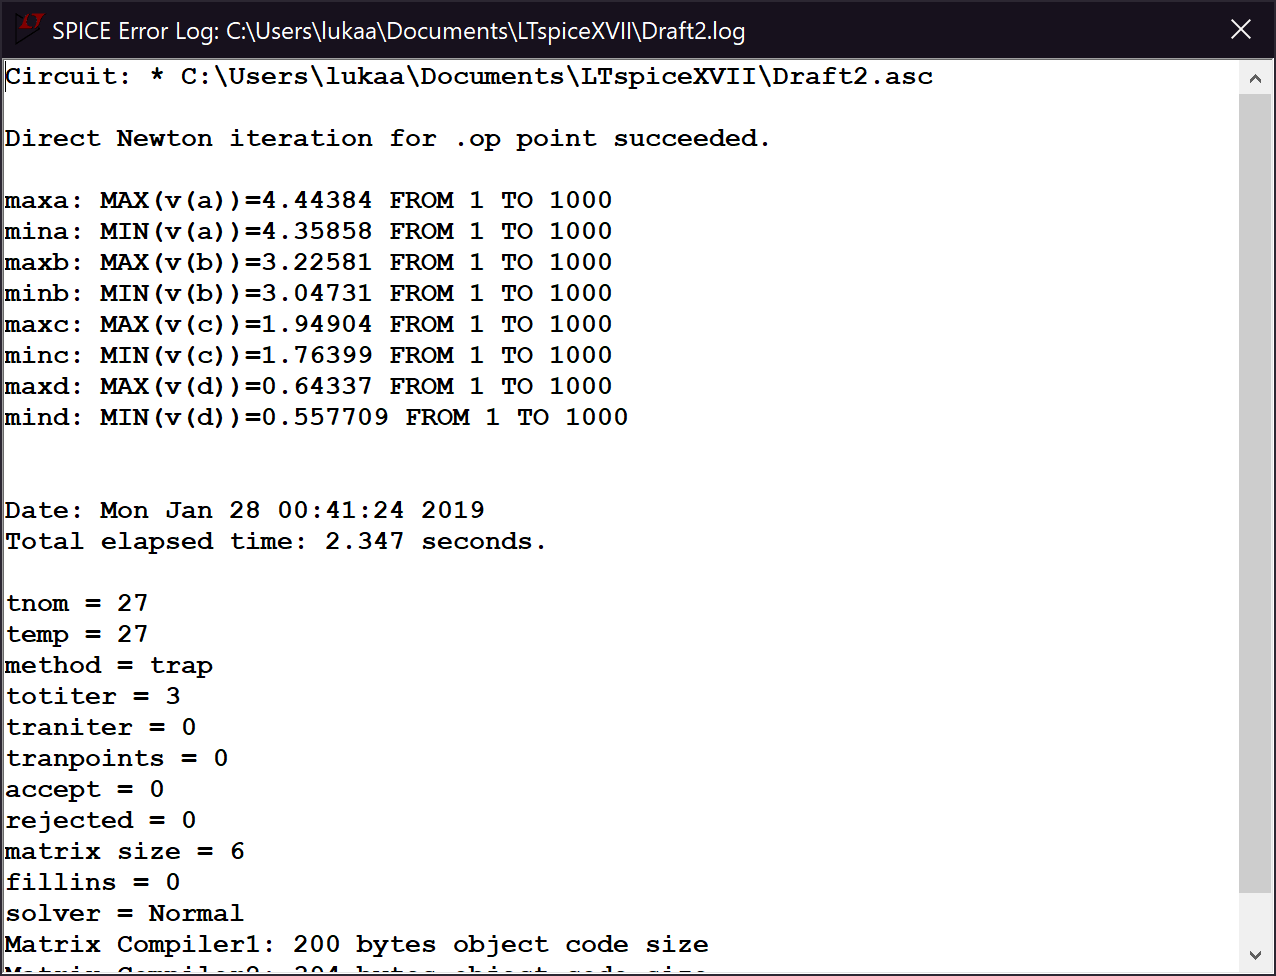 SPICE Error Log: C:\Users\lukaa\Documents\LTspiceXVII\Draft2.log
Circuit: * C:\Users\lukaa\Documents\LTspiceXVII\Draft2.asc
Direct Newton iteration for .op point succeeded.
maxa: MAX(v(a))=4.44384 FROM 1 TO 1000
mina: MIN(v(a))=4.35858 FROM 1 TO 1000
maxb: MAX(v(b))=3.22581 FROM 1 TO 1000
minb: MIN(v(b))=3.04731 FROM 1 TO 1000
maxc: MAX(v(c))=1.94904 FROM 1 TO 1000
minc: MIN(v(c))=1.76399 FROM 1 TO 1000
maxd: MAX(v(d))=0.64337 FROM 1 TO 1000
mind: MIN(v(d))=0.557709 FROM 1 TO 1000
Date: Mon Jan 28 00:41:24 2019
Total elapsed time: 2.347 seconds.
tnom = 27
temp = 27
method = trap
totiter = 3
traniter = 0
tranpoints = 0
accept = 0
rejected = 0
matrix size = 6
fillins = 0
solver = Normal
Matrix Compiler1: 200 bytes object code size